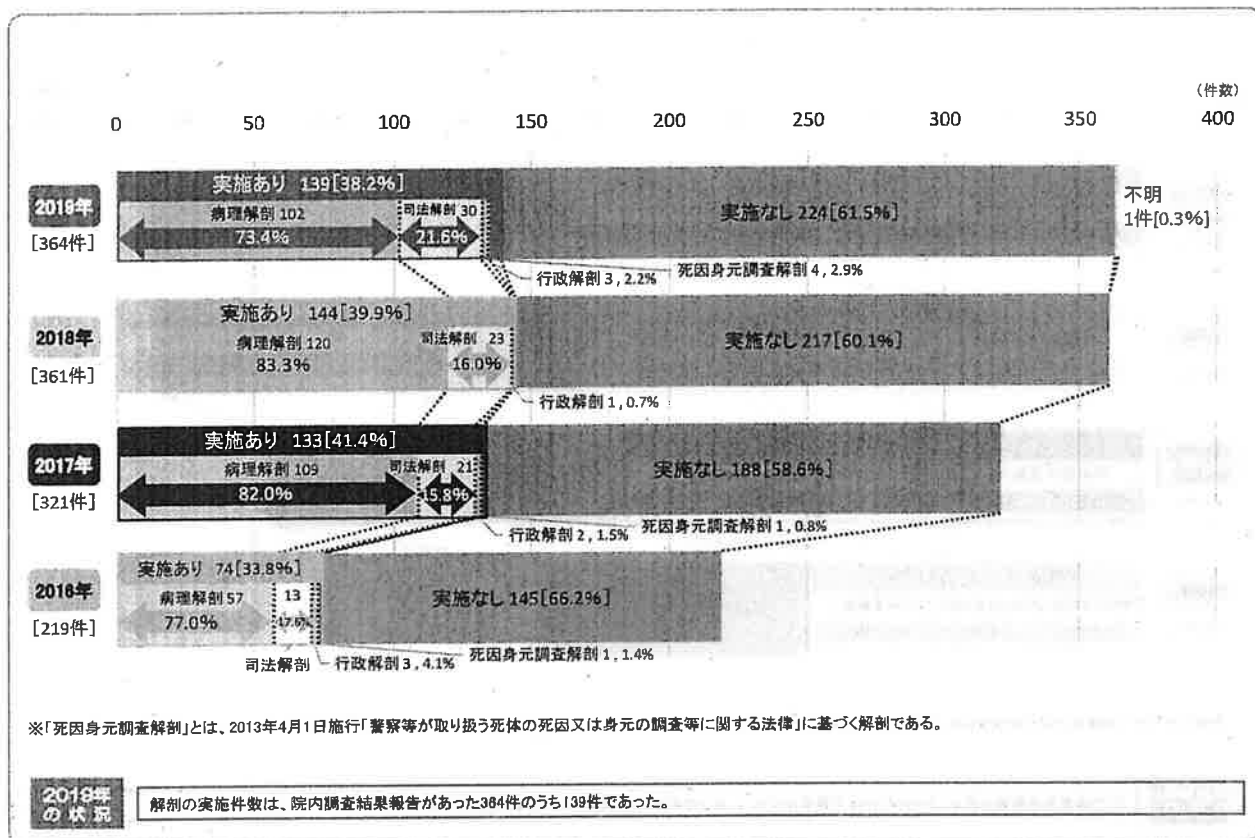 (件数)
0 50 100 150 200 250 300 350 400
2019年
[364件]
実施あり 139[38.2%]
病理解剖 102
73.4%
司法解剖 30
21.6%
実施なし 224[61.5%]
不明
1件[0.3%]
行政解剖 3 , 2.2%
死因身元調査解剖 4 , 2.9%
2018年
[361件]
実施あり 144[39.9%]
病理解剖 120
83.3%
司法解剖 23
16.0%
実施なし 217[60.1%]
行政解剖 1 , 0.7%
2017年
[321件]
実施あり 133[41.4%]
病理解剖 109
82.0%
司法解剖 21
15.8%
実施なし 188[58.6%]
行政解剖 2 , 1.5%
死因身元調査解剖 1 , 0.8%
2016年
[219件]
実施あり 74[33.8%]
病理解剖 57
77.0%
13
17.6%
実施なし 145[66.2%]
司法解剖
行政解剖 3 , 4.1%
死因身元調査解剖 1 , 1.4%
※「死因身元調査解剖」とは、2013年4月1日施行「警察等が取り扱う死体の死因又は身元の調査等に関する法律」に基づく解剖である。
2019年
の 状 況
解剖の実施件数は、院内調査結果報告があった364件のうち139件であった。